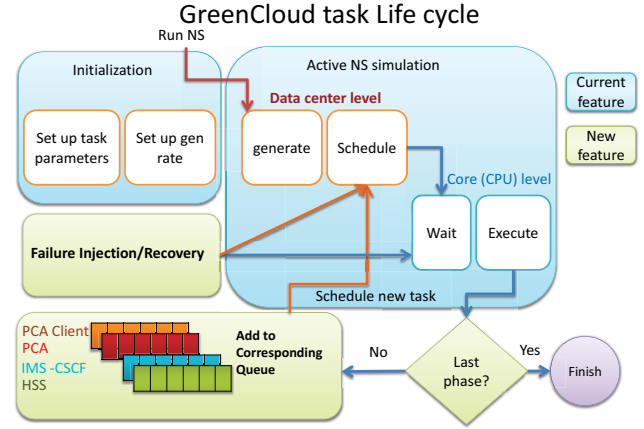 GreenCloud task Life cycle
Run NS
Initialization
Active NS simulation
Current
feature
Data center level
New
feature
Set up task
parameters
Set up gen
rate
generate
Schedule
Core (CPU) level
Failure Injection/Recovery
Wait
Execute
Schedule new task
PCA Client
PCA
IMS -CSCF
HSS
Add to
Corresponding
Queue
No
Last
phase?
Yes
Finish